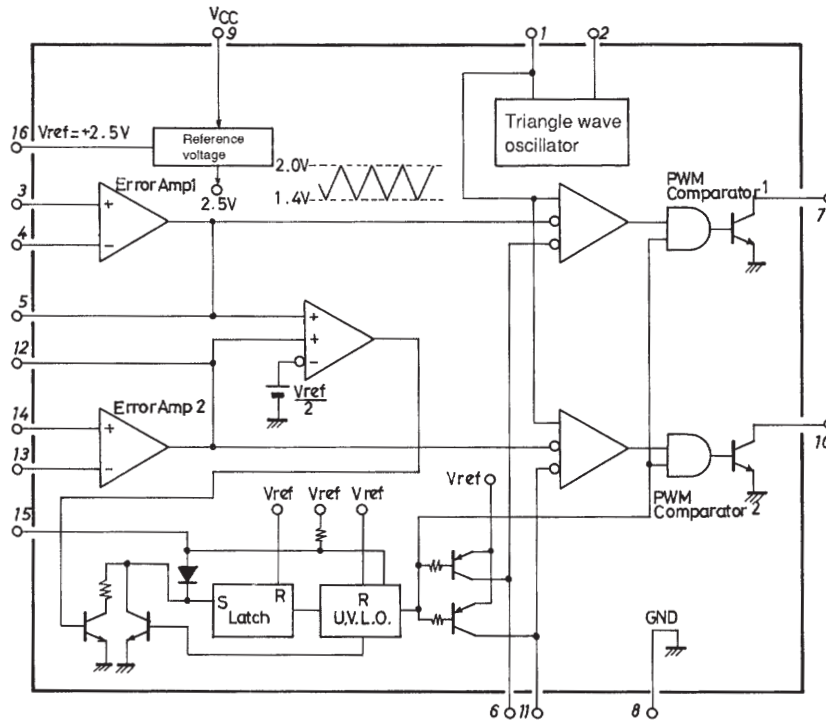 VCC
9
1
2
16
Vref=+2.5V
Reference
voltage
Triangle wave
oscillator
2.0V
1.4V
2.5V
3
Error Amp1
+
4
−
PWM
Comparator 1
7
5
+
12
+
−
Vref
2
14
Error Amp 2
+
13
−
10
PWM
Comparator 2
15
Vref
Vref
Vref
Vref
S
R
Latch
R
U.V.L.O.
GND
6
11
8